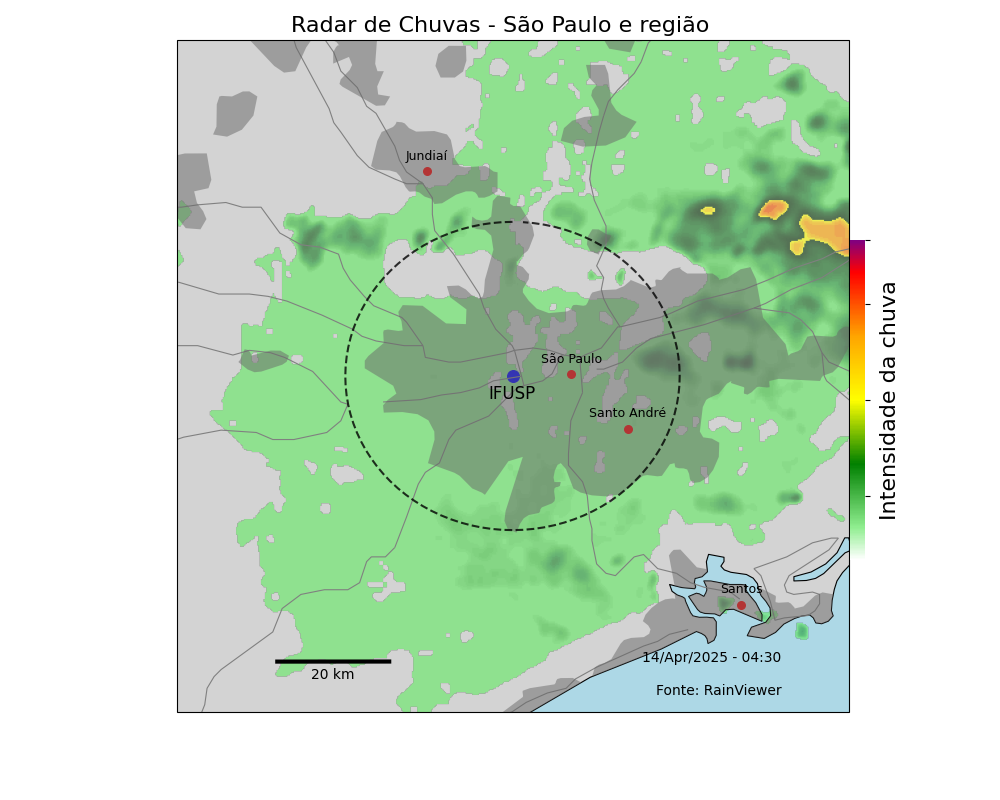 Radar de Chuvas - São Paulo e região
Jundiaí
São Paulo
IFUSP
Santo André
Intensidade da chuva
Santos
20 km
14/Apr/2025 - 04:30
Fonte: RainViewer